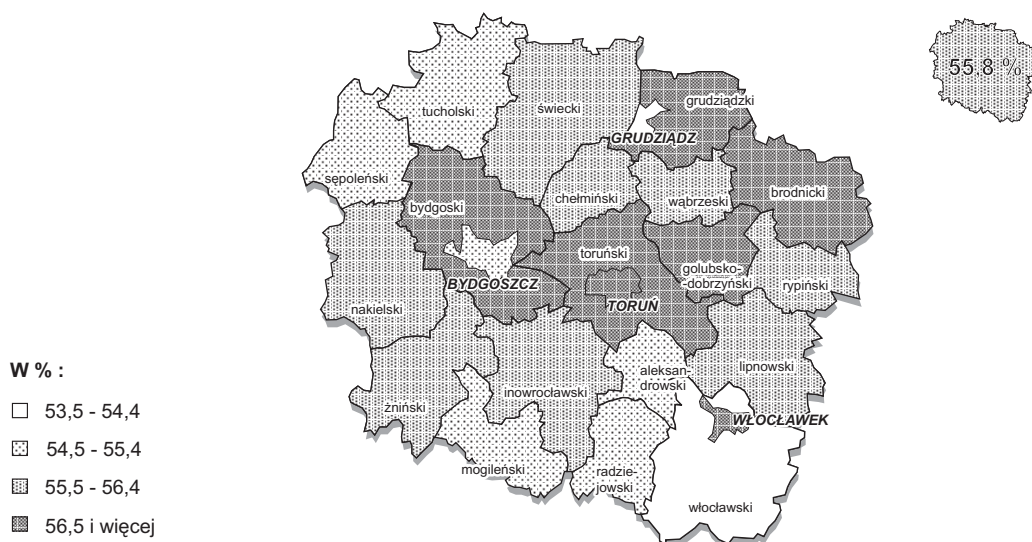 55.8 %
tucholski
świecki
grudziądzki
GRUDZIĄDZ
sępoleński
bydgoski
chełmiński
wąbrzeski
brodnicki
toruński
golubsko-
-dobrzyński
BYDGOSZCZ
TORUŃ
rypiński
nakielski
aleksan-
drowski
lipnowski
żniński
inowrocławski
WŁOCŁAWEK
mogileński
radzie-
jowski
włocławski
W % :
53,5 - 54,4
54,5 - 55,4
55,5 - 56,4
56,5 i więcej